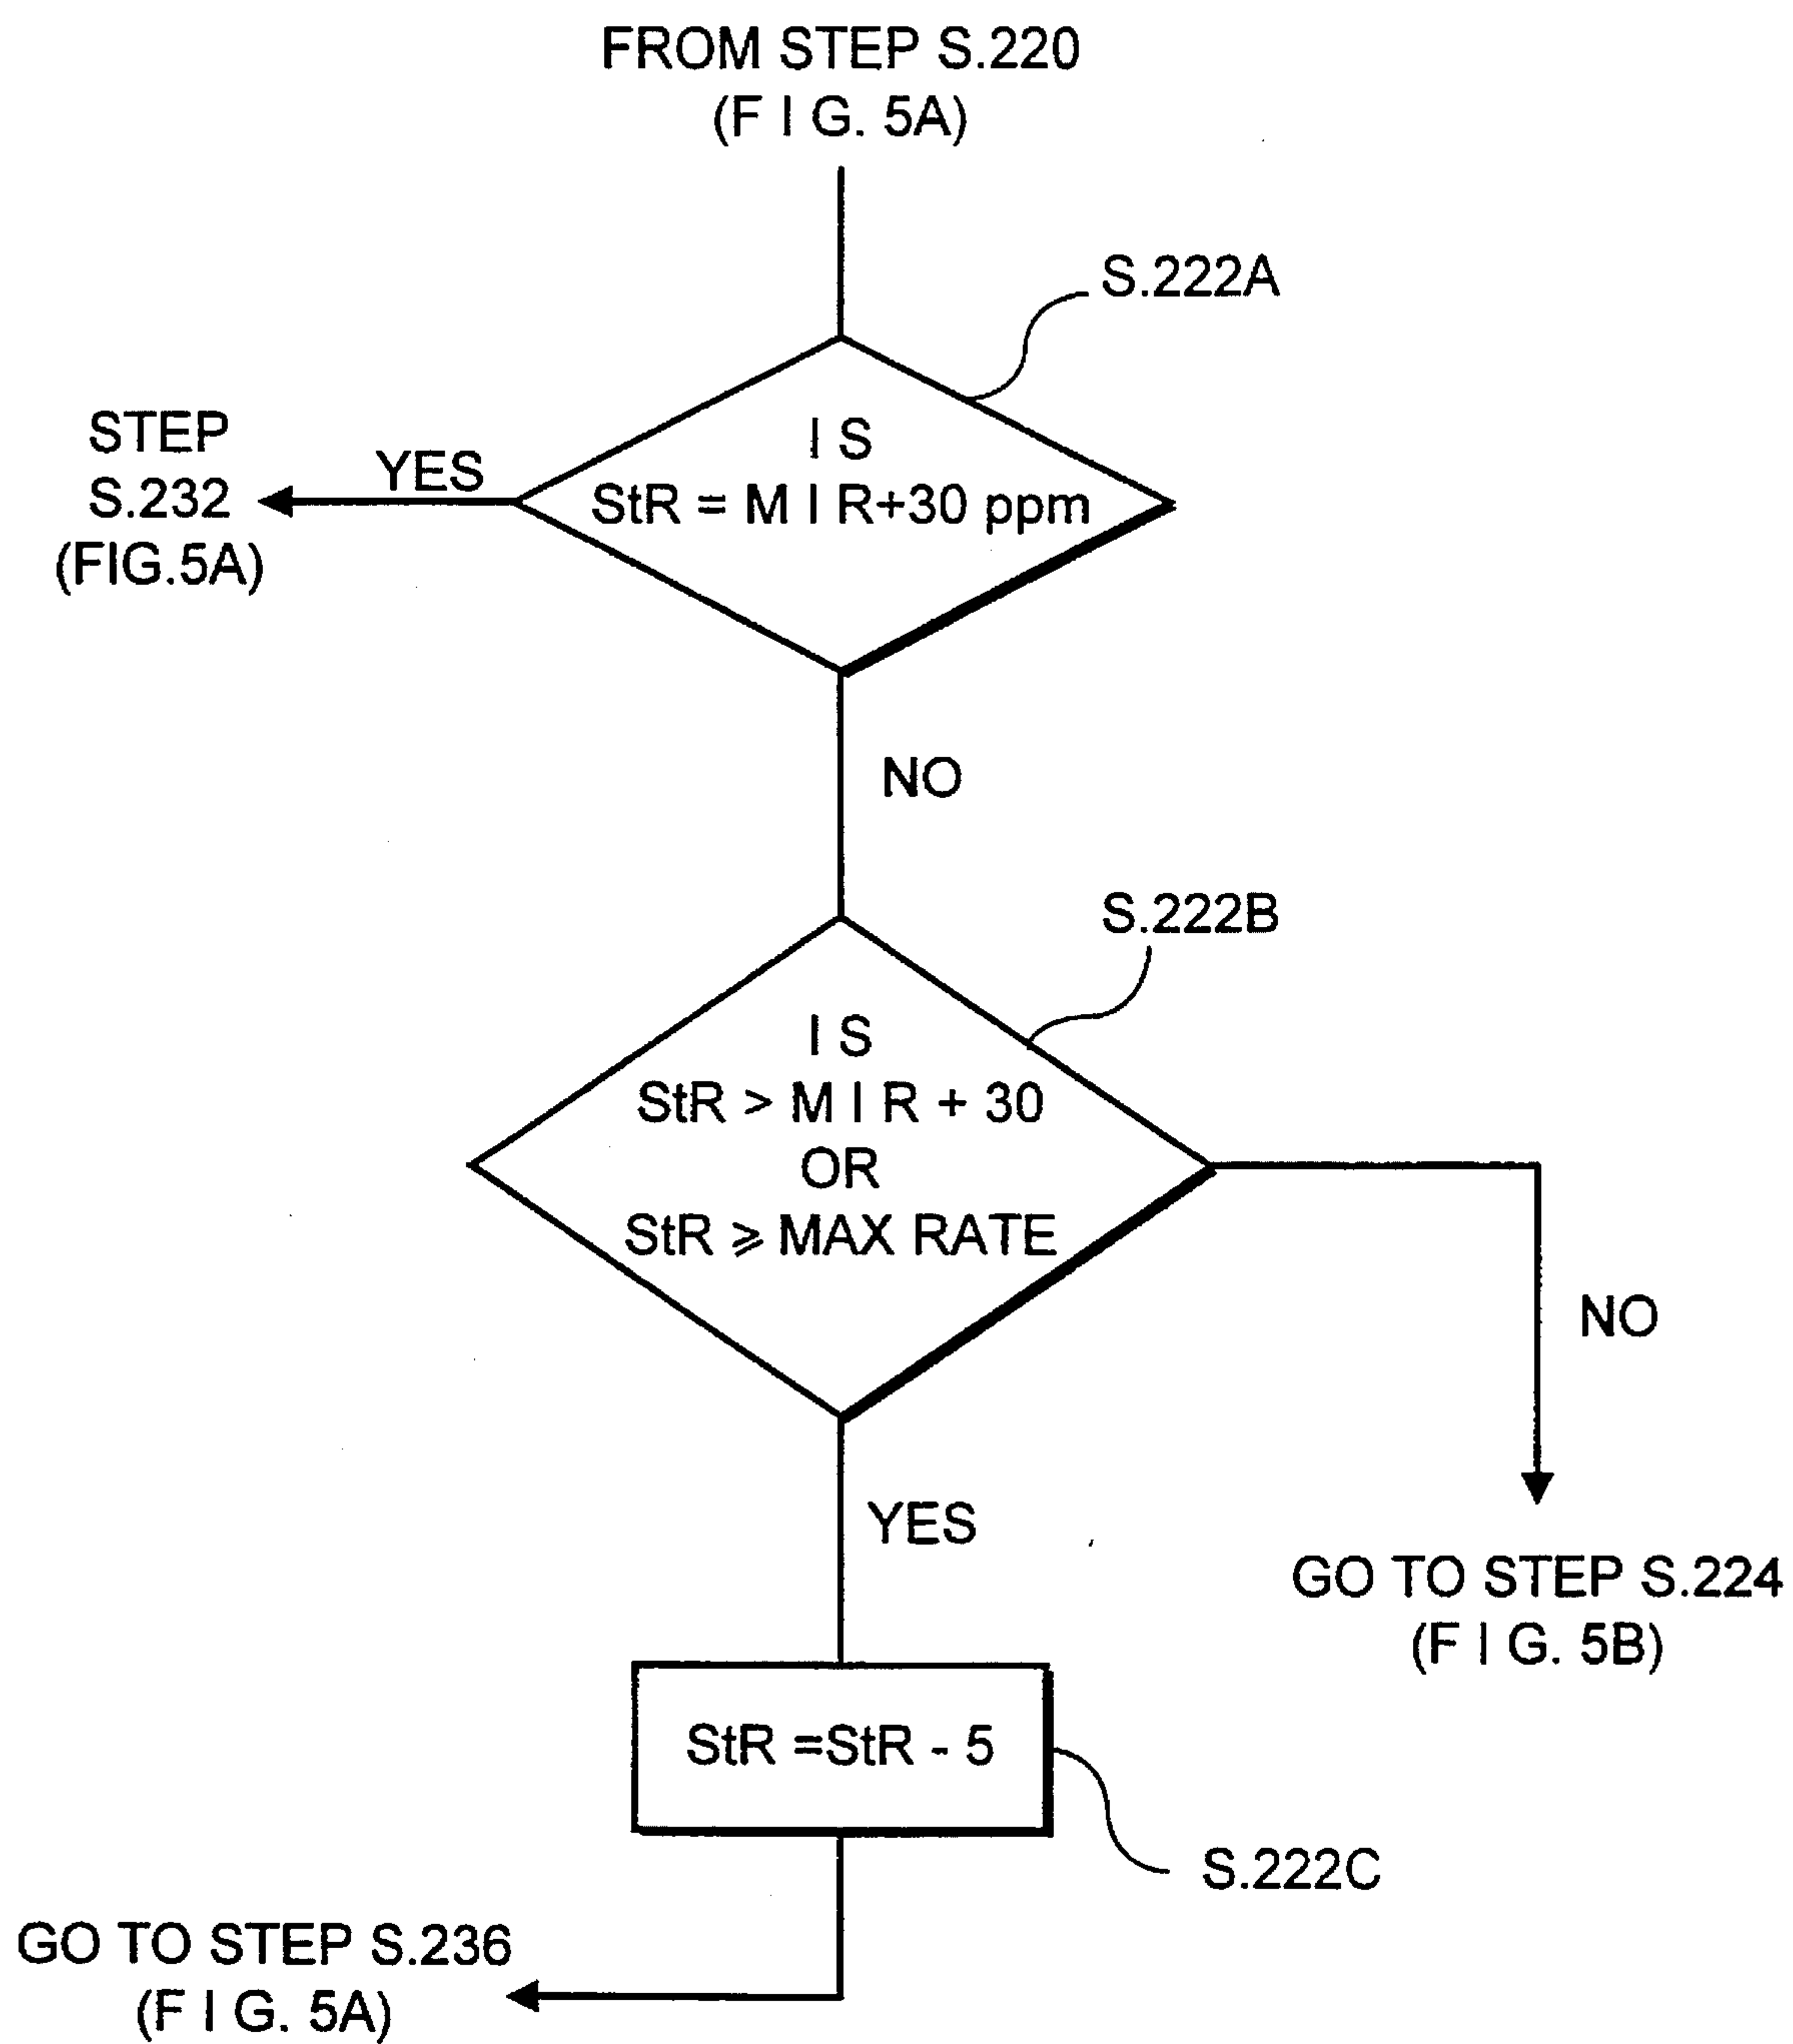 FROM STEP S.220
(F I G. 5A)
S.222A
STEP
S.232
(FIG.5A)
YES
I S
StR = M I R+30 ppm
NO
S.222B
I S
StR > M I R + 30
OR
StR ⩾ MAX RATE
NO
YES
GO TO STEP S.224
(F I G. 5B)
StR =StR - 5
S.222C
GO TO STEP S.236
(F I G. 5A)